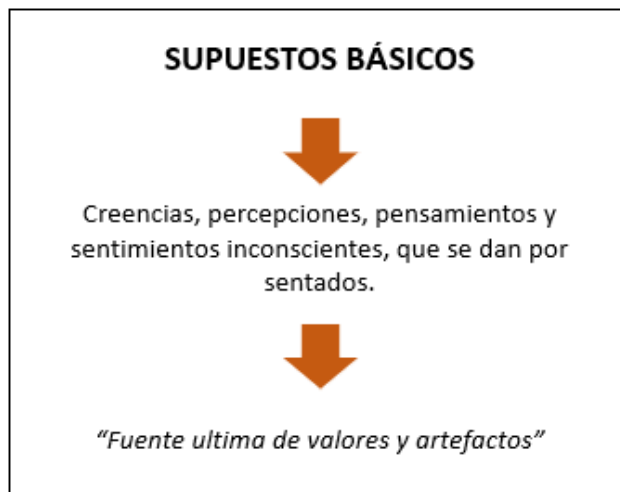 SUPUESTOS BÁSICOS
Creencias, percepciones, pensamientos y
sentimientos inconscientes, que se dan por
sentados.
“Fuente ultima de valores y artefactos”